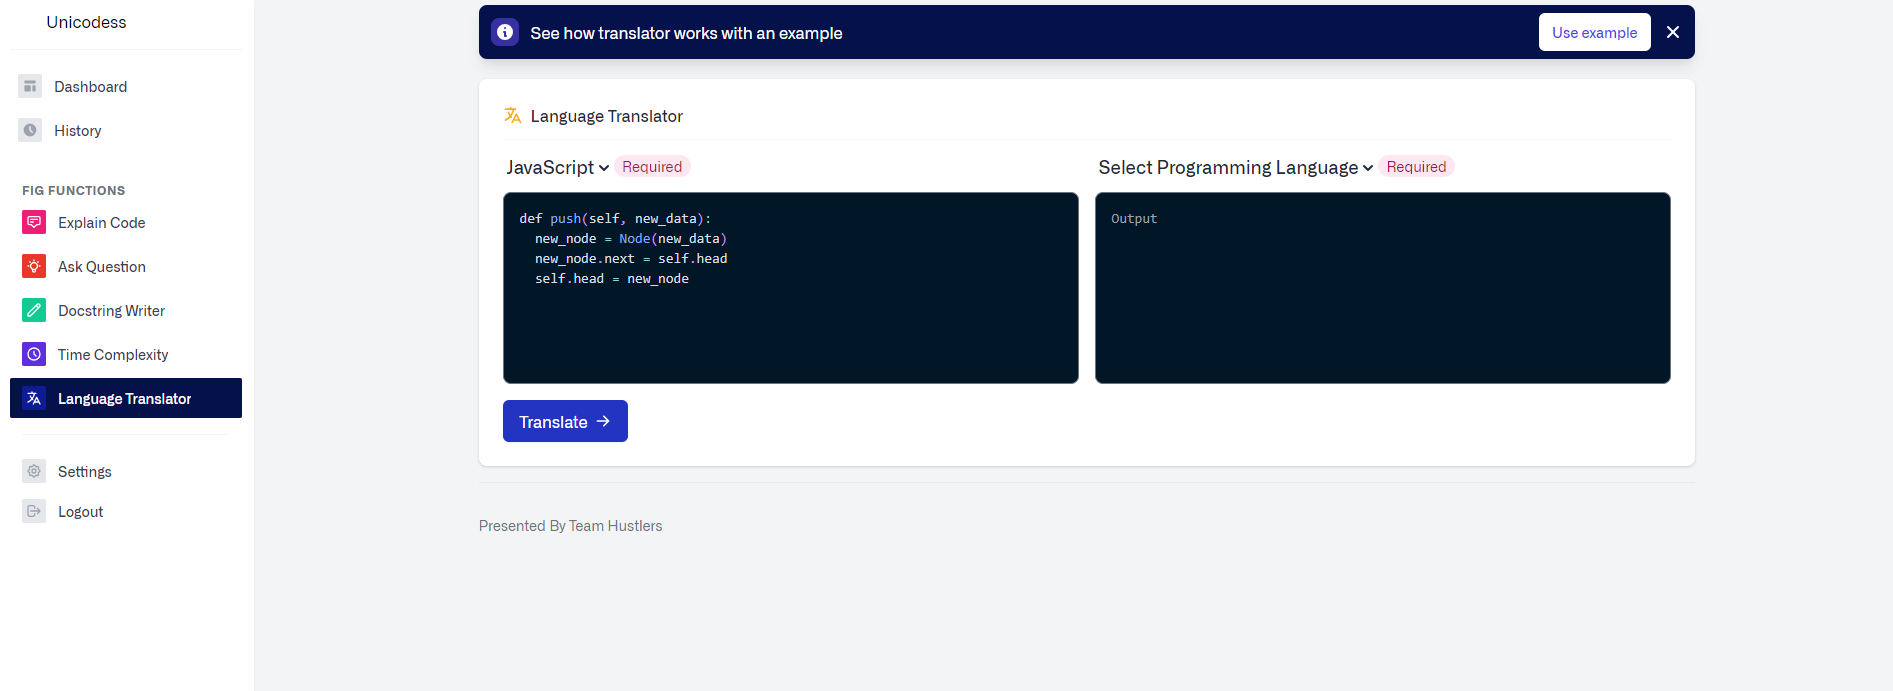 Unicodess
Dashboard
History
FIG FUNCTIONS
Explain Code
Ask Question
Docstring Writer
Time Complexity
Language Translator
Settings
Logout
See how translator works with an example
Use example
Language Translator
JavaScript Required
def push(self, new_data):
  new_node = Node(new_data)
  new_node.next = self.head
  self.head = new_node
Select Programming Language Required
Output
Translate
Presented By Team Hustlers